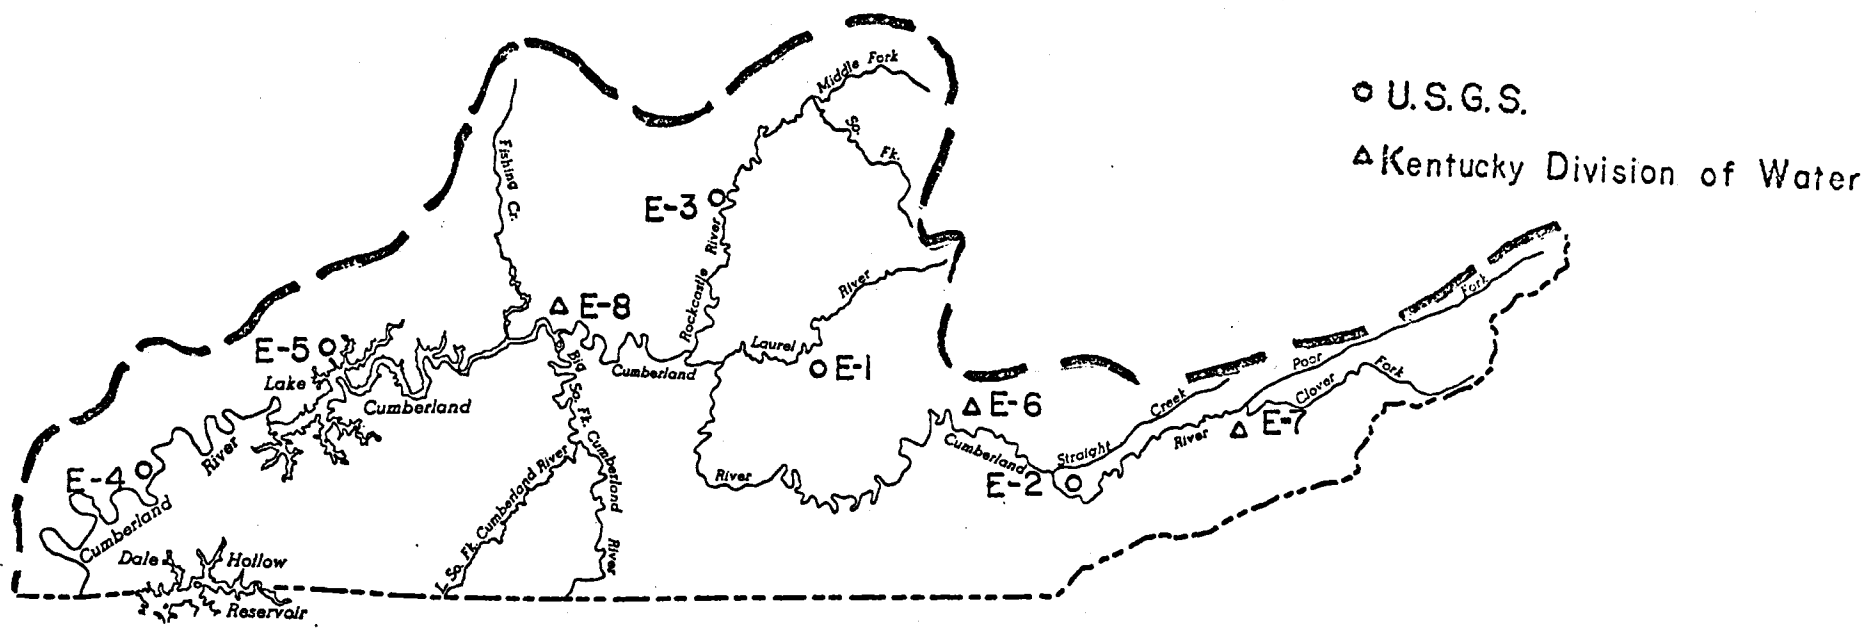 U.S.G.S.
Kentucky Division of Water
Middle Fork
So. Fk.
Fishing Cr.
E-3
Rockcastle River
River
Laurel
E-8
E-5
Lake
Cumberland
Big So. Fk. Cumberland River
Cumberland
E-1
E-6
Poor Fork
Clover Fork
Creek
Straight
River
E-7
Cumberland
E-2
River
River
E-4
Cumberland
L. So. Fk. Cumberland River
Dale Hollow
Reservoir